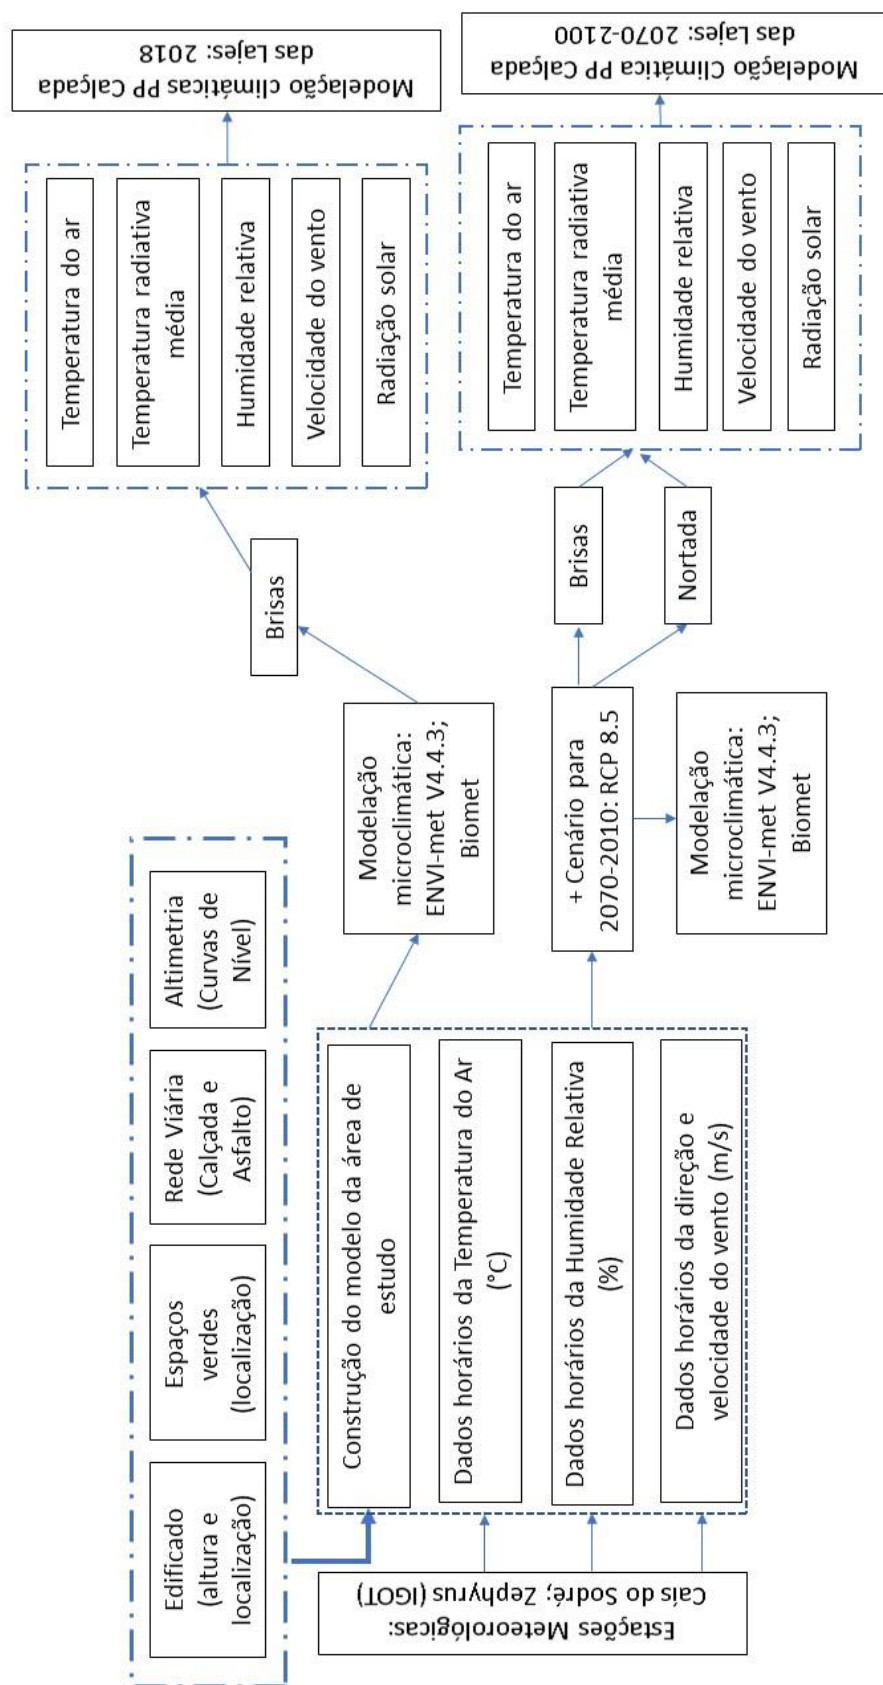 Edificado
(altura e
localização)
Espaços
verdes
(localização)
Rede Viária
(Calçada e
Asfalto)
Altimetria
(Curvas de
Nível)
Estações Meteorológicas:
Caís do Sodré; Zephyrus (IGOT)
Construção do modelo da área de
estudo
Dados horários da Temperatura do Ar
(°C)
Dados horários da Humidade Relativa
(%)
Dados horários da direção e
velocidade do vento (m/s)
Modelação
microclimática:
ENVI-met V4.4.3;
Biomet
+ Cenário para
2070-2010: RCP 8.5
Modelação
microclimática:
ENVI-met V4.4.3;
Biomet
Brisas
Brisas
Nortada
Temperatura do ar
Temperatura radiativa
média
Humidade relativa
Velocidade do vento
Radiação solar
Temperatura do ar
Temperatura radiativa
média
Humidade relativa
Velocidade do vento
Radiação solar
Modelação climáticas PP Calçada
das Lajes: 2018
Modelação Climática PP Calçada
das Lajes: 2070-2100